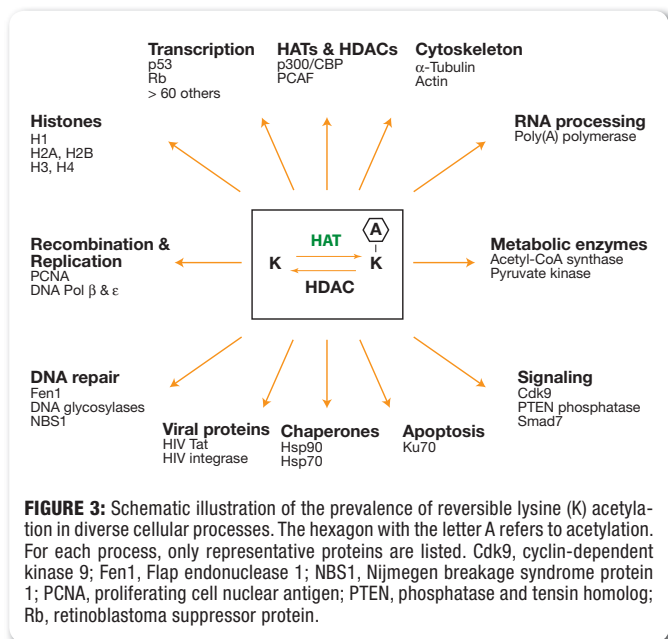 Transcription
p53
Rb
> 60 others
HATs & HDACs
p300/CBP
PCAF
Cytoskeleton
α-Tubulin
Actin
Histones
H1
H2A, H2B
H3, H4
RNA processing
Poly(A) polymerase
A
HAT
K
K
HDAC
Recombination &
Replication
PCNA
DNA Pol β & ε
Metabolic enzymes
Acetyl-CoA synthase
Pyruvate kinase
DNA repair
Fen1
DNA glycosylases
NBS1
Viral proteins
HIV Tat
HIV integrase
Chaperones
Hsp90
Hsp70
Apoptosis
Ku70
Signaling
Cdk9
PTEN phosphatase
Smad7
FIGURE 3: Schematic illustration of the prevalence of reversible lysine (K) acetyla-
tion in diverse cellular processes. The hexagon with the letter A refers to acetylation.
For each process, only representative proteins are listed. Cdk9, cyclin-dependent
kinase 9; Fen1, Flap endonuclease 1; NBS1, Nijmegen breakage syndrome protein
1; PCNA, proliferating cell nuclear antigen; PTEN, phosphatase and tensin homolog;
Rb, retinoblastoma suppressor protein.